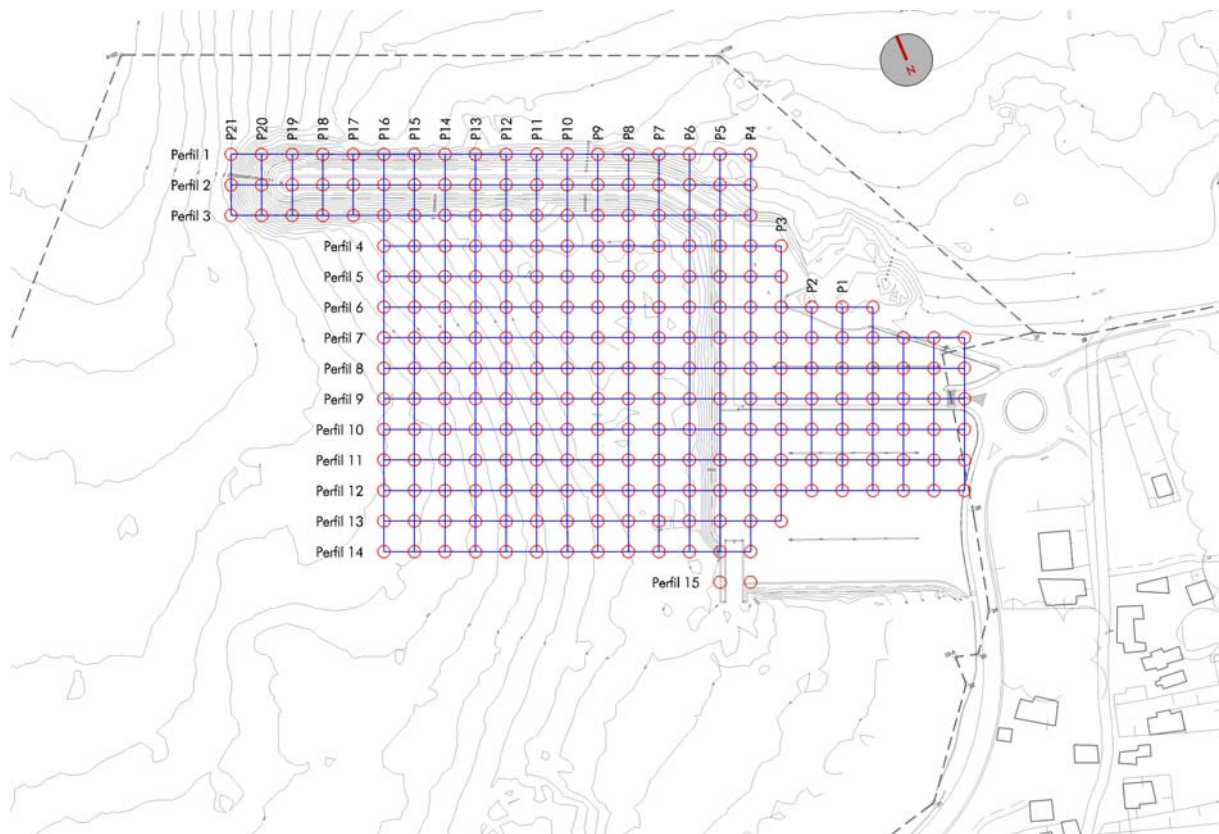 N
P21 P20 P19 P18 P17 P16 P15 P14 P13 P12 P11 P10 P9 P8 P7 P6 P5 P4
Perfil 1
Perfil 2
Perfil 3
P3
Perfil 4
Perfil 5
P2 P1
Perfil 6
Perfil 7
Perfil 8
Perfil 9
Perfil 10
Perfil 11
Perfil 12
Perfil 13
Perfil 14
Perfil 15